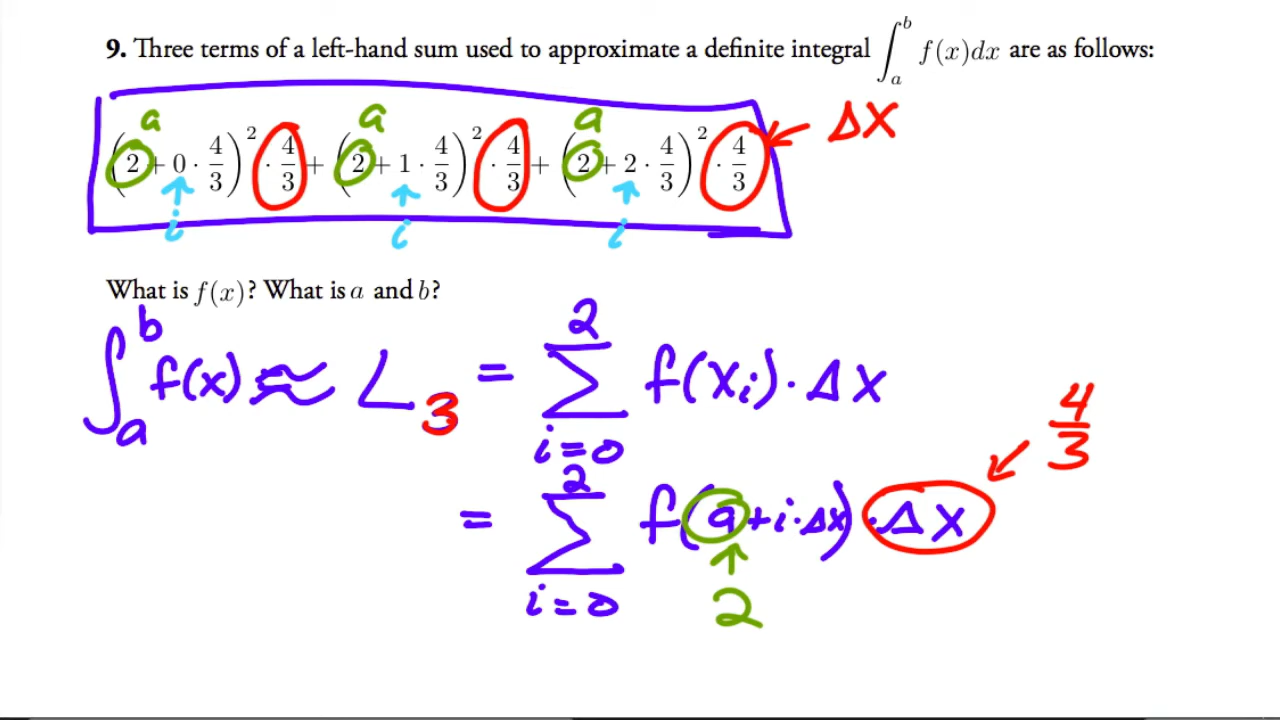 9. Three terms of a left-hand sum used to approximate a definite integral ∫_a^b f(x)dx are as follows:
a a a ΔX
(2 + 0 · 4/3)^2 · 4/3 + (2 + 1 · 4/3)^2 · 4/3 + (2 + 2 · 4/3)^2 · 4/3
i i i
What is f(x)? What is a and b?
∫_a^b f(x) ≈ L_3 = ∑_{i=0}^{2} f(x_i) · ΔX
4/3
= ∑_{i=0}^{2} f(a + i · Δx) · ΔX
2